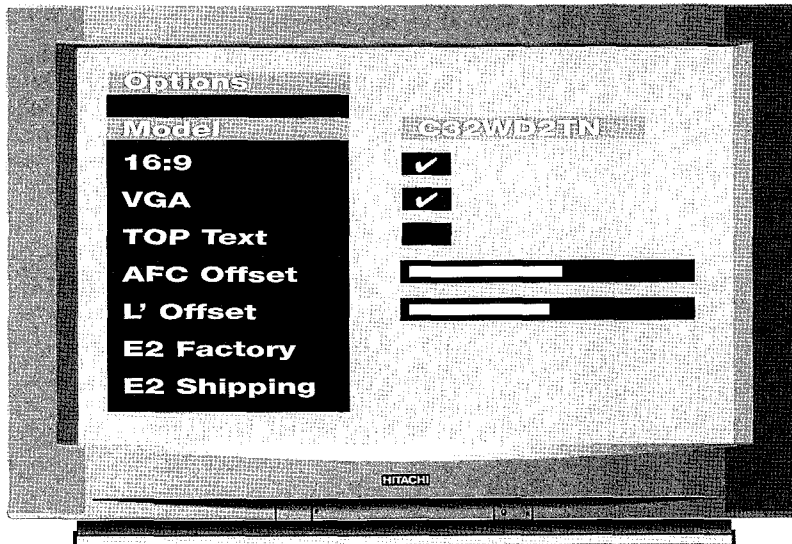 Options
Model C32WD2TN
16:9 ✔
VGA ✔
TOP Text
AFC Offset
L' Offset
E2 Factory
E2 Shipping
HITACHI